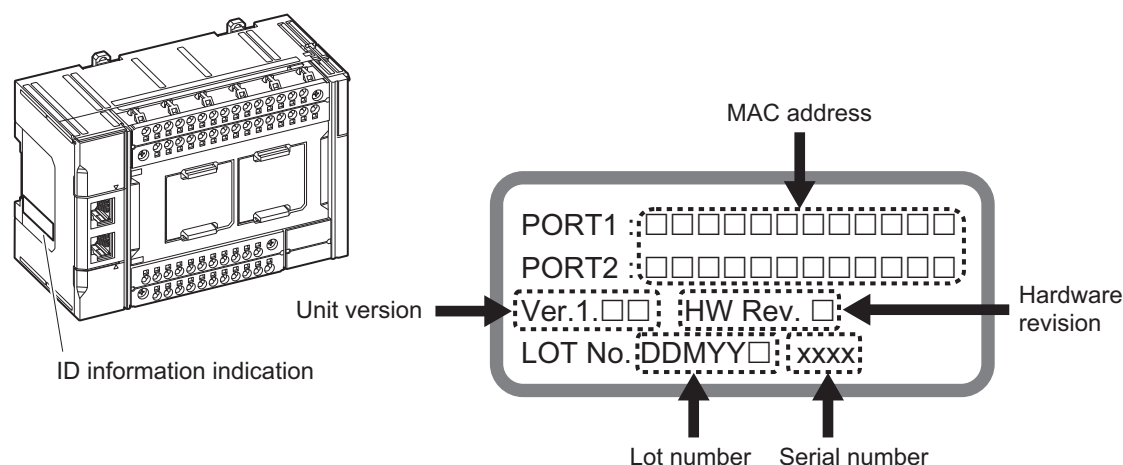 MAC address
PORT1 :□□□□□□□□□□□□
PORT2 :□□□□□□□□□□□□
Unit version
Ver.1.□□ HW Rev. □
Hardware
revision
LOT No. DDMYY□ xxxx
ID information indication
Lot number Serial number